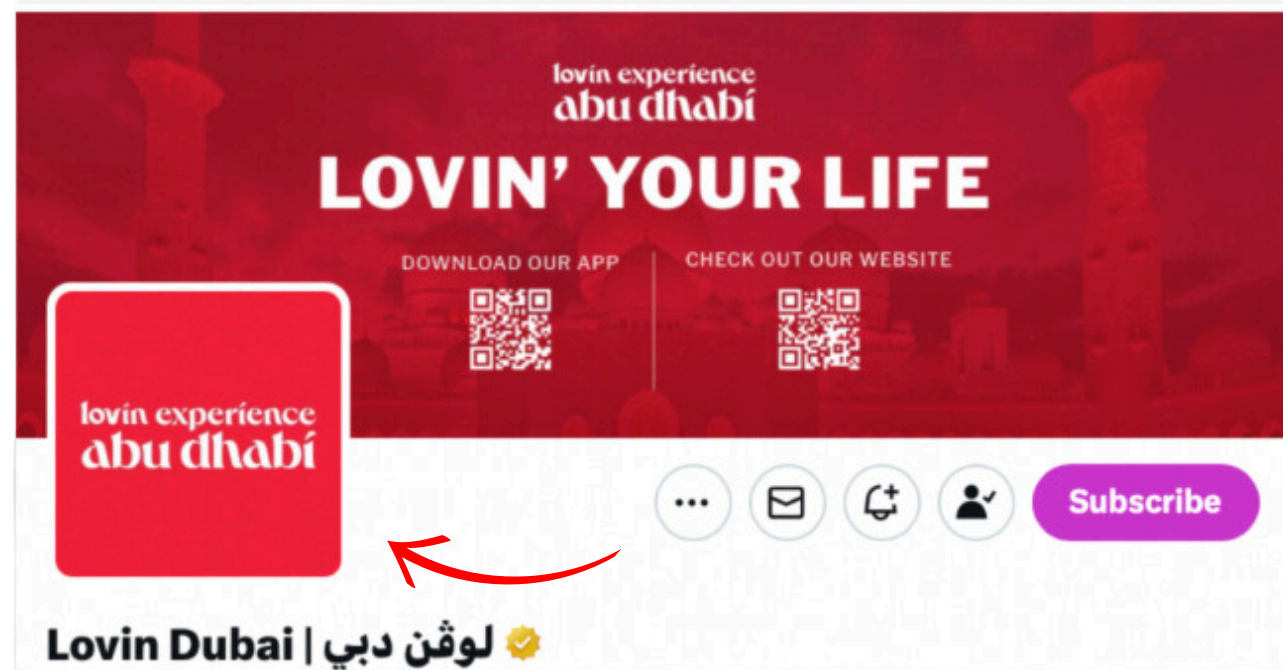 lovin experience
abu dhabi
LOVIN' YOUR LIFE
DOWNLOAD OUR APP
CHECK OUT OUR WEBSITE
lovin experience
abu dhabi
Subscribe
Lovin Dubai | لوڤن دبي